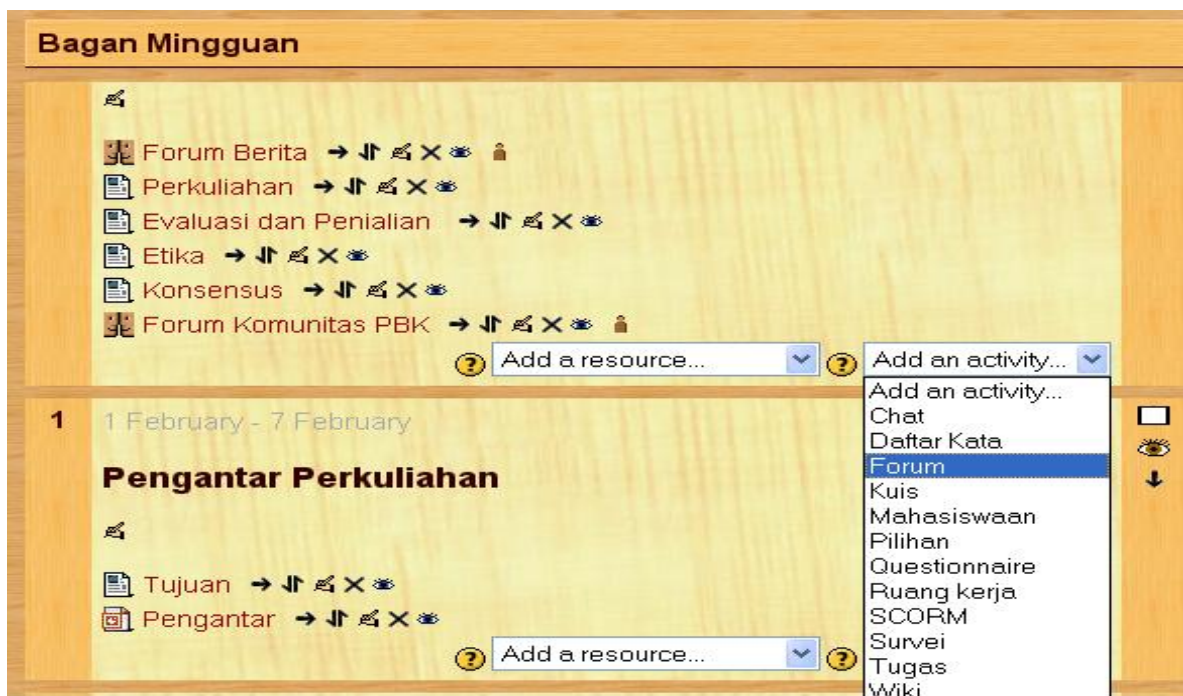 Bagan Mingguan
Forum Berita
Perkuliahan
Evaluasi dan Penialian
Etika
Konsensus
Forum Komunitas PBK
Add a resource... Add an activity...
Add an activity...
Chat
Daftar Kata
Forum
Kuis
Mahasiswaan
Pilihan
Questionnaire
Ruang kerja
SCORM
Survei
Tugas
Wiki
1 1 February - 7 February
Pengantar Perkuliahan
Tujuan
Pengantar
Add a resource...